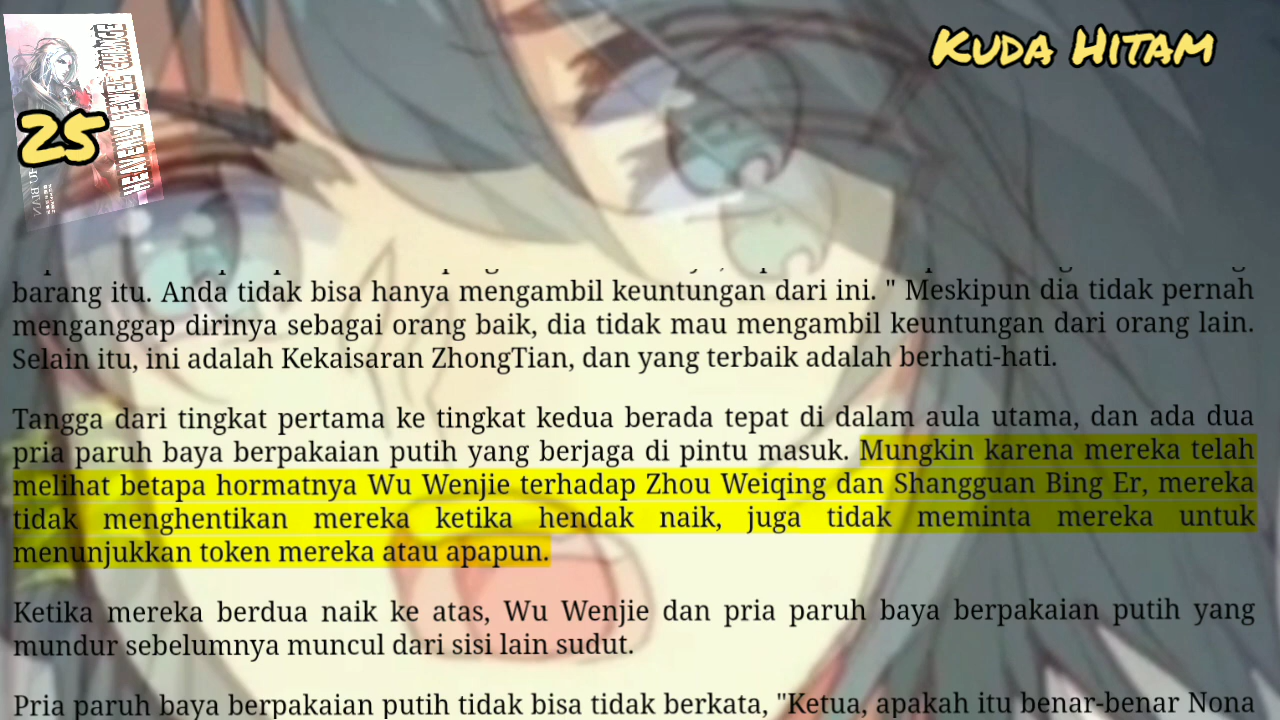 Kuda Hitam
HEAVENLY JEWEL CHANGE
25
barang itu. Anda tidak bisa hanya mengambil keuntungan dari ini. " Meskipun dia tidak pernah
menganggap dirinya sebagai orang baik, dia tidak mau mengambil keuntungan dari orang lain.
Selain itu, ini adalah Kekaisaran ZhongTian, dan yang terbaik adalah berhati-hati.
Tangga dari tingkat pertama ke tingkat kedua berada tepat di dalam aula utama, dan ada dua
pria paruh baya berpakaian putih yang berjaga di pintu masuk. Mungkin karena mereka telah
melihat betapa hormatnya Wu Wenjie terhadap Zhou Weiqing dan Shangguan Bing Er, mereka
tidak menghentikan mereka ketika hendak naik, juga tidak meminta mereka untuk
menunjukkan token mereka atau apapun.
Ketika mereka berdua naik ke atas, Wu Wenjie dan pria paruh baya berpakaian putih yang
mundur sebelumnya muncul dari sisi lain sudut.
Pria paruh baya berpakaian putih tidak bisa tidak berkata, "Ketua, apakah itu benar-benar Nona